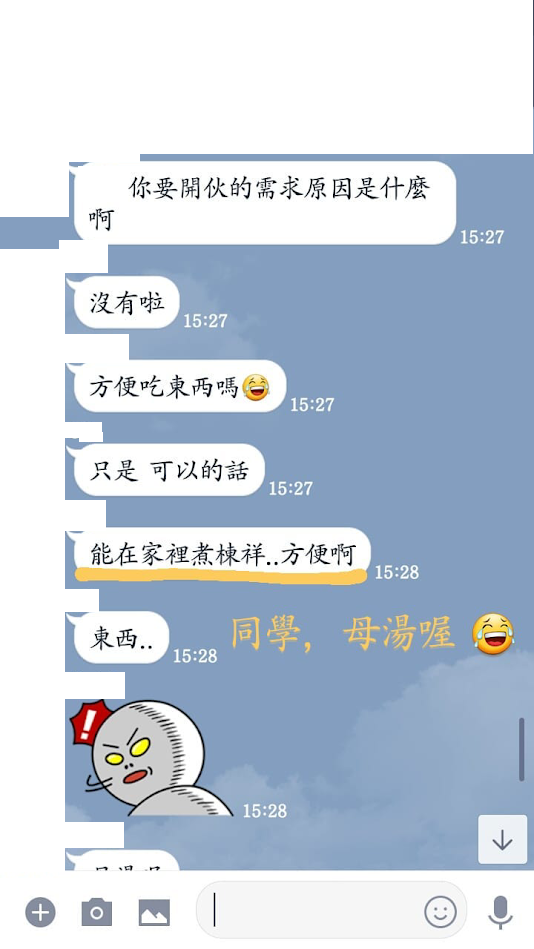 你要開伙的需求原因是什麼
啊
15:27
沒有啦
15:27
方便吃東西嗎😂
15:27
只是 可以的話
15:27
能在家裡煮棟祥..方便啊
15:28
東西..
15:28
同學，母湯喔 😂
!
15:28